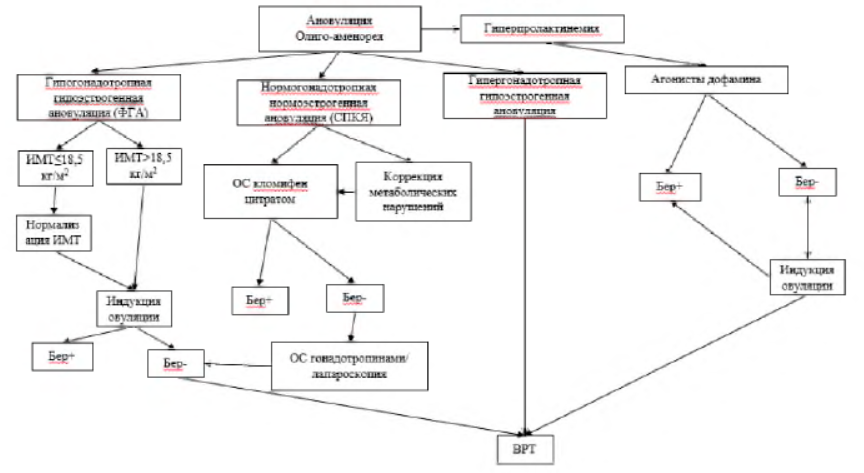 Ановуляция
Олиго-аменорея
Гиперпролактинемия
Гипогонадотропная
гипоэстрогенная
ановуляция (ФГА)
Нормогонадотропная
нормоэстрогенная
ановуляция (СПКЯ)
Гипергонадотропная
гипоэстрогенная
ановуляция
Агонисты дофамина
ИМТ≤18,5
кг/м²
ИМТ>18,5
кг/м²
ОС кломифен
цитратом
Коррекция
метаболических
нарушений
Бер+
Бер-
Нормализ
ация ИМТ
Индукция
овуляции
Бер+
Бер-
Индукция
овуляции
Бер+
Бер-
ОС гонадотропинами/
лапароскопия
ВРТ